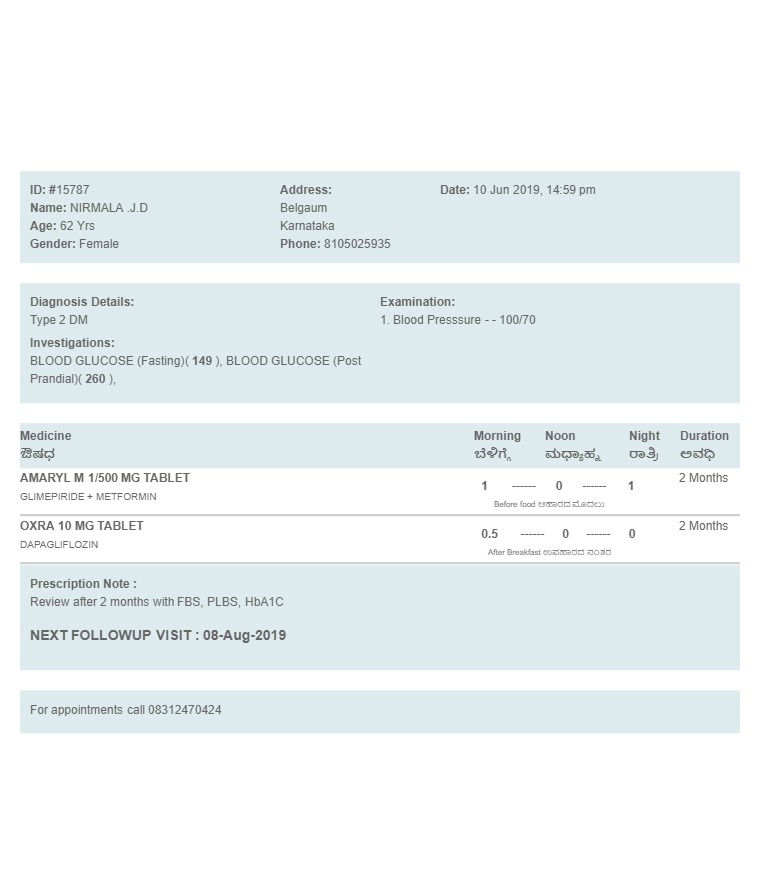 ID: #15787
Name: NIRMALA .J.D
Age: 62 Yrs
Gender: Female
Address:
Belgaum
Karnataka
Phone: 8105025935
Date: 10 Jun 2019, 14:59 pm
Diagnosis Details:
Type 2 DM
Investigations:
BLOOD GLUCOSE (Fasting)( 149 ), BLOOD GLUCOSE (Post
Prandial)( 260 ),
Examination:
1. Blood Presssure - - 100/70
Medicine Morning Noon Night Duration
ಔಷಧ ಬೆಳಿಗ್ಗೆ ಮಧ್ಯಾಹ್ನ ರಾತ್ರಿ ಅವಧಿ
AMARYL M 1/500 MG TABLET 1 ------ 0 ------ 1 2 Months
GLIMEPIRIDE + METFORMIN
Before food ಆಹಾರದ ಮೊದಲು
OXRA 10 MG TABLET 0.5 ------ 0 ------ 0 2 Months
DAPAGLIFLOZIN
After Breakfast ಉಪಹಾರದ ನಂತರ
Prescription Note :
Review after 2 months with FBS, PLBS, HbA1C
NEXT FOLLOWUP VISIT : 08-Aug-2019
For appointments call 08312470424